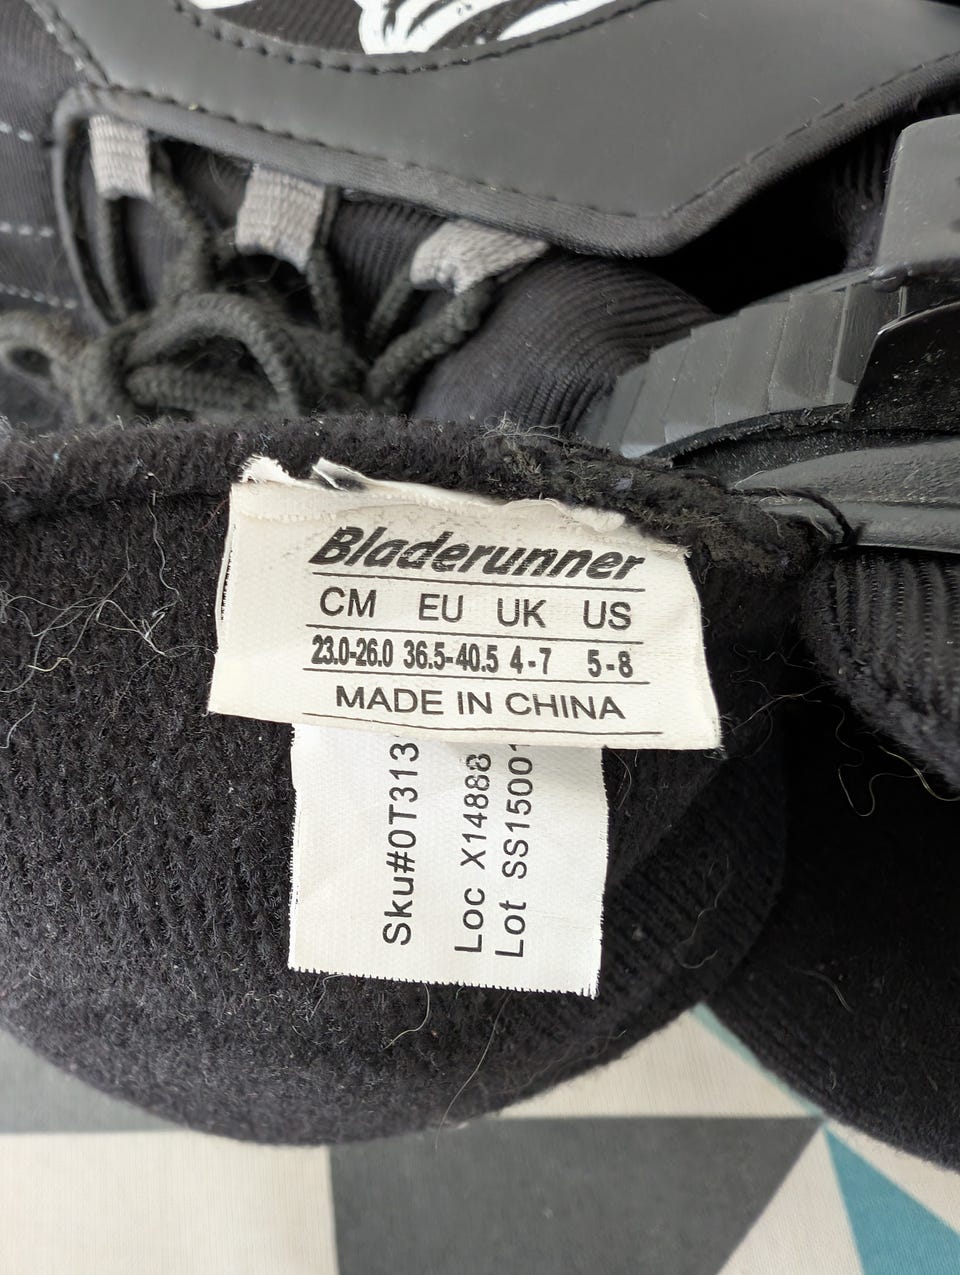 Bladerunner
CM EU UK US
23.0-26.0 36.5-40.5 4-7 5-8
MADE IN CHINA
Sku#0T313
Loc X14888
Lot SS1500